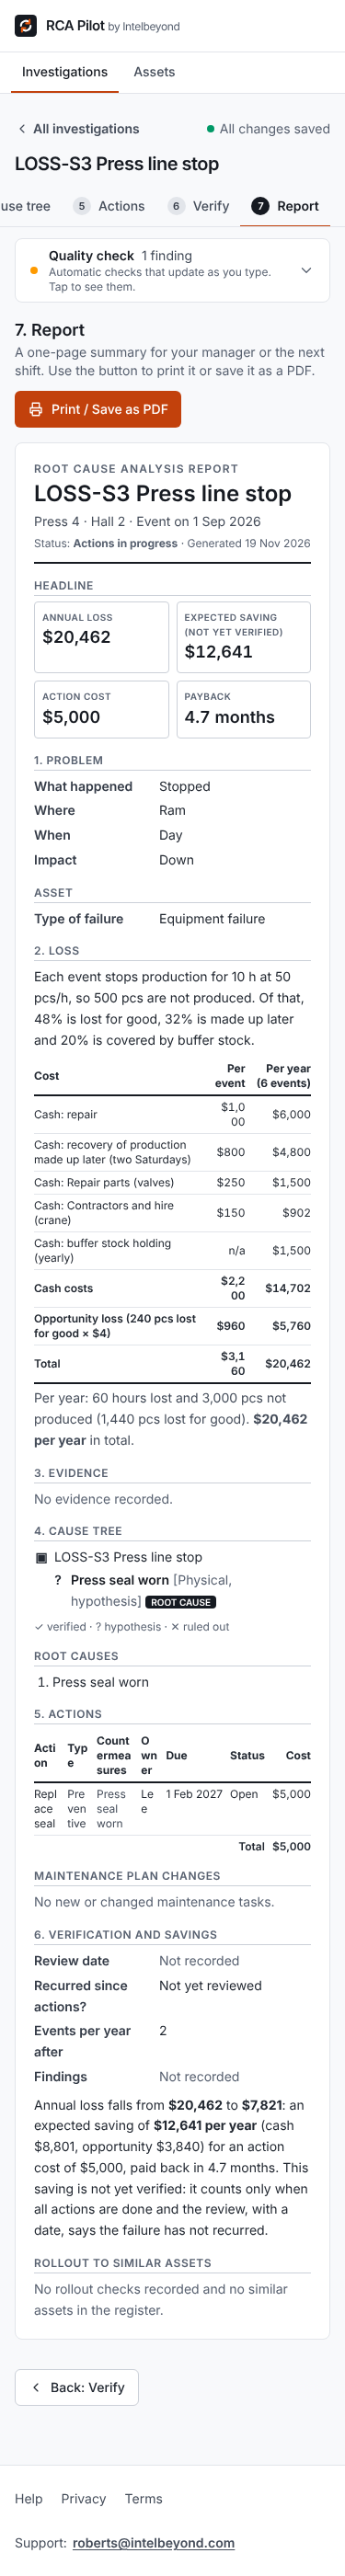 RCA Pilot by Intelbeyond
Investigations Assets
All investigations
All changes saved
LOSS-S3 Press line stop
use tree 5 Actions 6 Verify 7 Report
Quality check 1 finding
Automatic checks that update as you type.
Tap to see them.
7. Report
A one-page summary for your manager or the next
shift. Use the button to print it or save it as a PDF.
Print / Save as PDF
ROOT CAUSE ANALYSIS REPORT
LOSS-S3 Press line stop
Press 4 · Hall 2 · Event on 1 Sep 2026
Status: Actions in progress · Generated 19 Nov 2026
HEADLINE
ANNUAL LOSS
$20,462
EXPECTED SAVING
(NOT YET VERIFIED)
$12,641
ACTION COST
$5,000
PAYBACK
4.7 months
1. PROBLEM
What happened Stopped
Where Ram
When Day
Impact Down
ASSET
Type of failure Equipment failure
2. LOSS
Each event stops production for 10 h at 50
pcs/h, so 500 pcs are not produced. Of that,
48% is lost for good, 32% is made up later
and 20% is covered by buffer stock.
Cost Per event Per year (6 events)
Cash: repair $1,000 $6,000
Cash: recovery of production
made up later (two Saturdays) $800 $4,800
Cash: Repair parts (valves) $250 $1,500
Cash: Contractors and hire
(crane) $150 $902
Cash: buffer stock holding
(yearly) n/a $1,500
Cash costs $2,200 $14,702
Opportunity loss (240 pcs lost
for good × $4) $960 $5,760
Total $3,160 $20,462
Per year: 60 hours lost and 3,000 pcs not
produced (1,440 pcs lost for good). $20,462
per year in total.
3. EVIDENCE
No evidence recorded.
4. CAUSE TREE
▣ LOSS-S3 Press line stop
? Press seal worn [Physical,
hypothesis] ROOT CAUSE
✓ verified · ? hypothesis · ✕ ruled out
ROOT CAUSES
1. Press seal worn
5. ACTIONS
Action Type Countermeasures Owner Due Status Cost
Replace seal Preventive Press seal worn Lee 1 Feb 2027 Open $5,000
Total $5,000
MAINTENANCE PLAN CHANGES
No new or changed maintenance tasks.
6. VERIFICATION AND SAVINGS
Review date Not recorded
Recurred since
actions? Not yet reviewed
Events per year
after 2
Findings Not recorded
Annual loss falls from $20,462 to $7,821: an
expected saving of $12,641 per year (cash
$8,801, opportunity $3,840) for an action
cost of $5,000, paid back in 4.7 months. This
saving is not yet verified: it counts only when
all actions are done and the review, with a
date, says the failure has not recurred.
ROLLOUT TO SIMILAR ASSETS
No rollout checks recorded and no similar
assets in the register.
Back: Verify
Help Privacy Terms
Support: roberts@intelbeyond.com